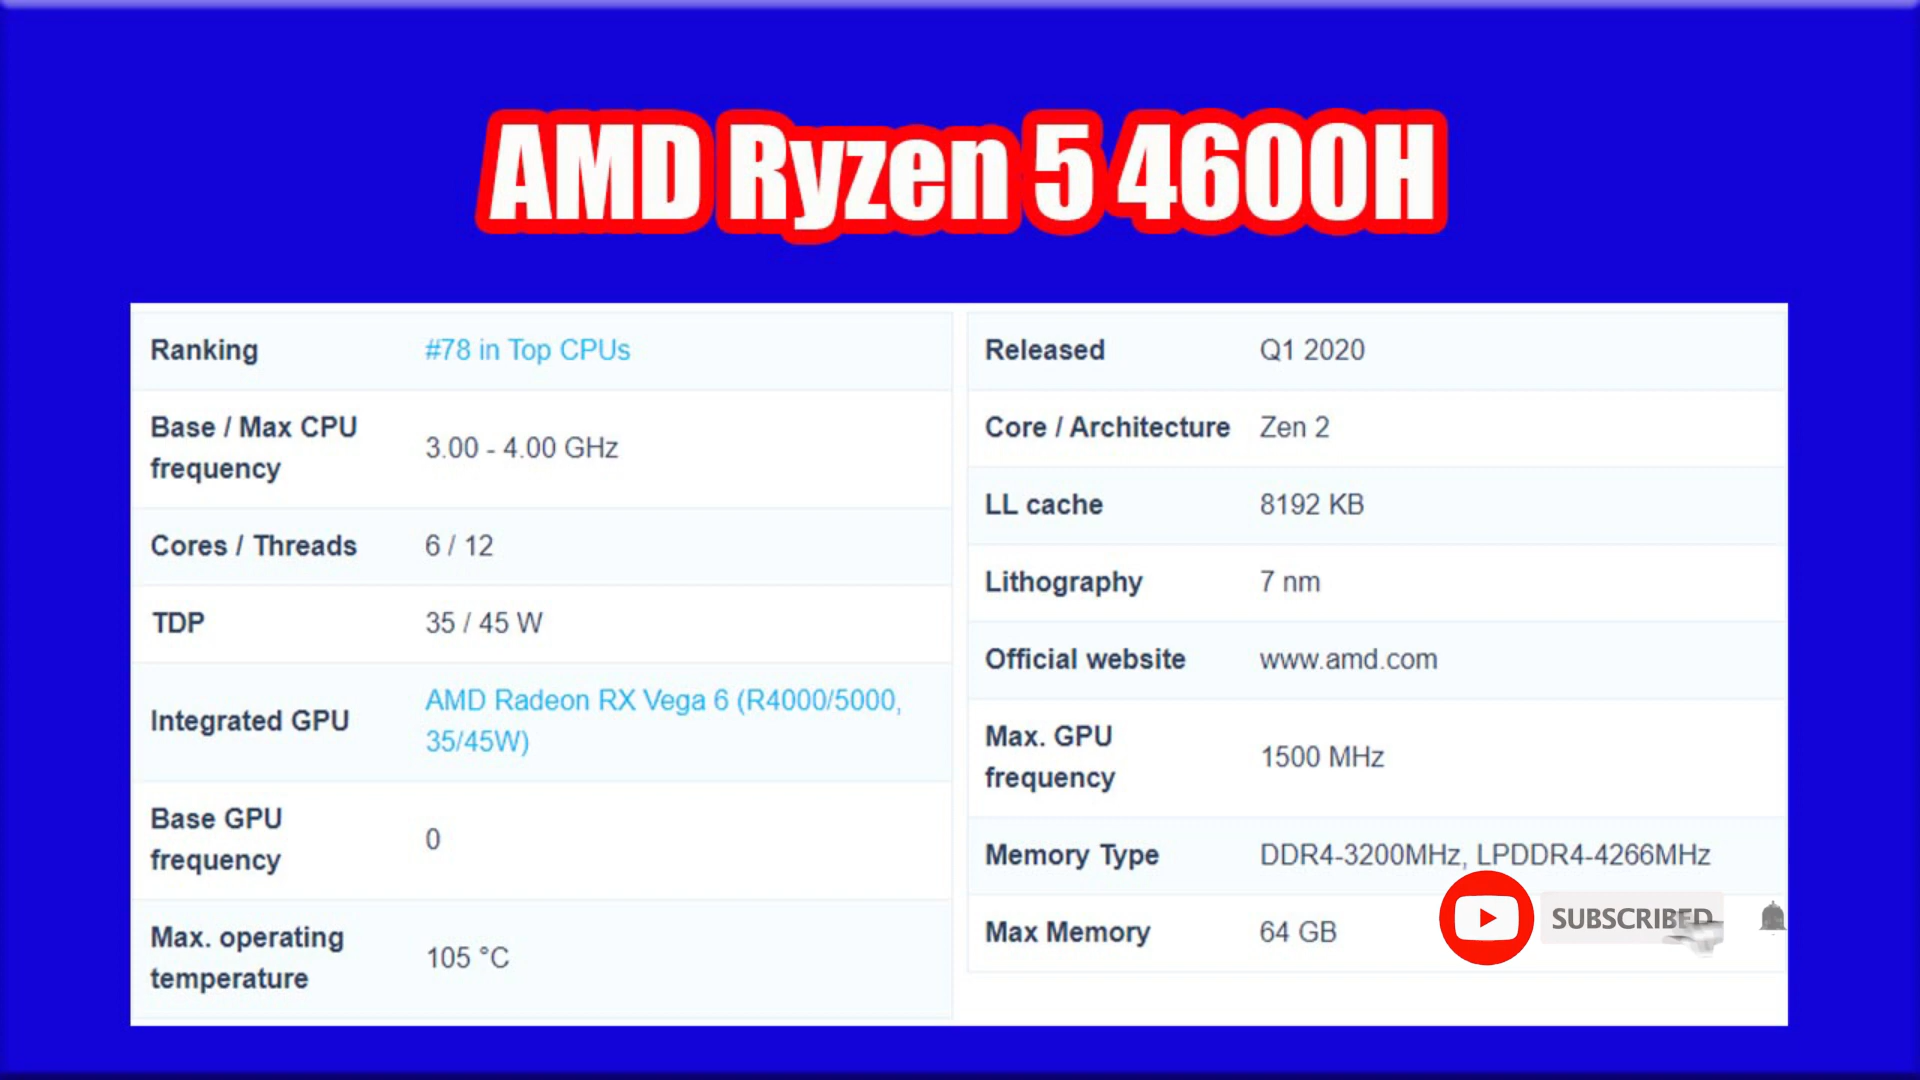 AMD Ryzen 5 4600H
Ranking #78 in Top CPUs
Base / Max CPU
frequency
3.00 - 4.00 GHz
Cores / Threads 6 / 12
TDP 35 / 45 W
Integrated GPU
AMD Radeon RX Vega 6 (R4000/5000,
35/45W)
Base GPU
frequency
0
Max. operating
temperature
105 °C
Released Q1 2020
Core / Architecture Zen 2
LL cache 8192 KB
Lithography 7 nm
Official website www.amd.com
Max. GPU
frequency
1500 MHz
Memory Type DDR4-3200MHz, LPDDR4-4266MHz
Max Memory 64 GB
SUBSCRIBED